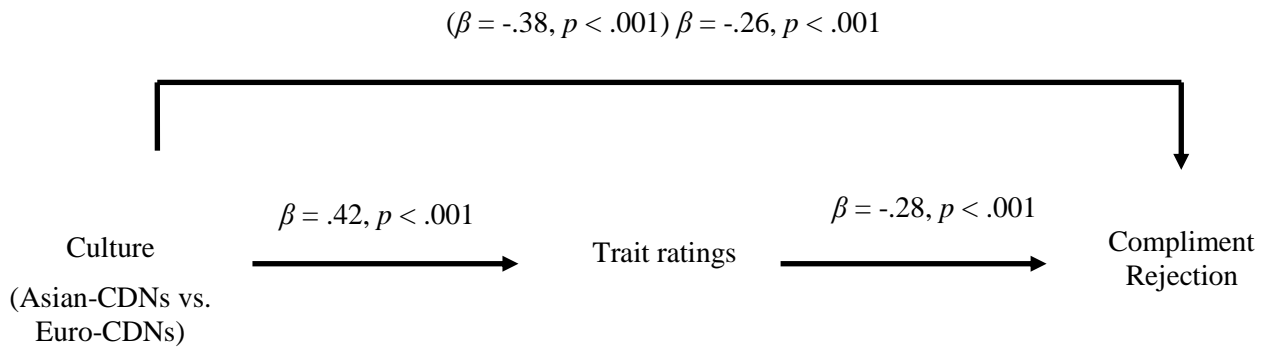 (β = -.38, p < .001) β = -.26, p < .001
β = .42, p < .001
β = -.28, p < .001
Culture
(Asian-CDNs vs.
Euro-CDNs)
Trait ratings
Compliment
Rejection